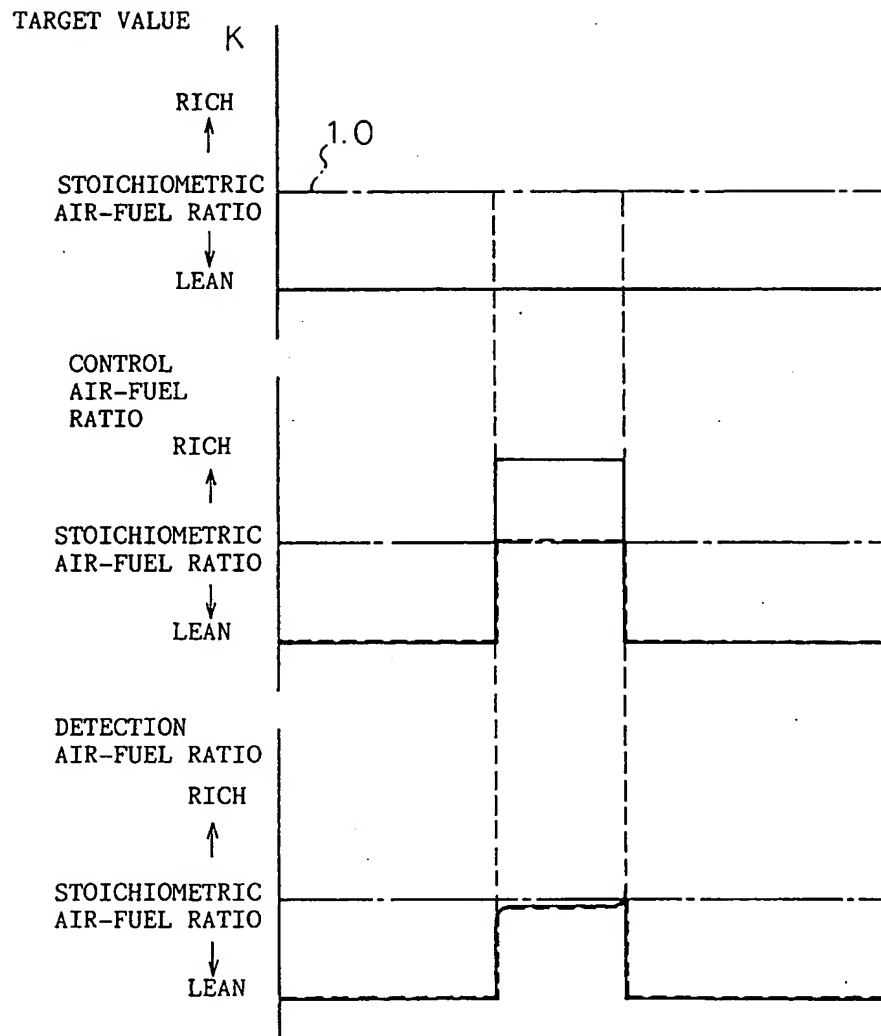 TARGET VALUE K
RICH
1.0
STOICHIOMETRIC
AIR-FUEL RATIO
LEAN
CONTROL
AIR-FUEL
RATIO
RICH
STOICHIOMETRIC
AIR-FUEL RATIO
LEAN
DETECTION
AIR-FUEL RATIO
RICH
STOICHIOMETRIC
AIR-FUEL RATIO
LEAN